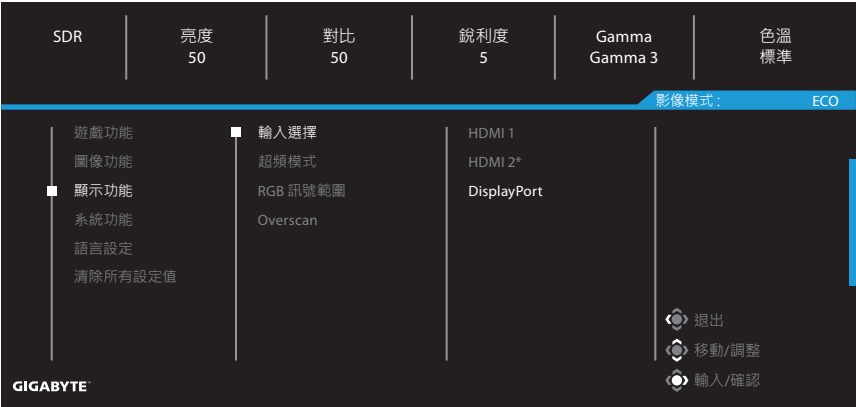 SDR
亮度
50
對比
50
銳利度
5
Gamma
Gamma 3
色溫
標準
影像模式: ECO
遊戲功能
圖像功能
顯示功能
系統功能
語言設定
清除所有設定值
輸入選擇
超頻模式
RGB 訊號範圍
Overscan
HDMI 1
HDMI 2*
DisplayPort
退出
移動/調整
輸入/確認
GIGABYTE™